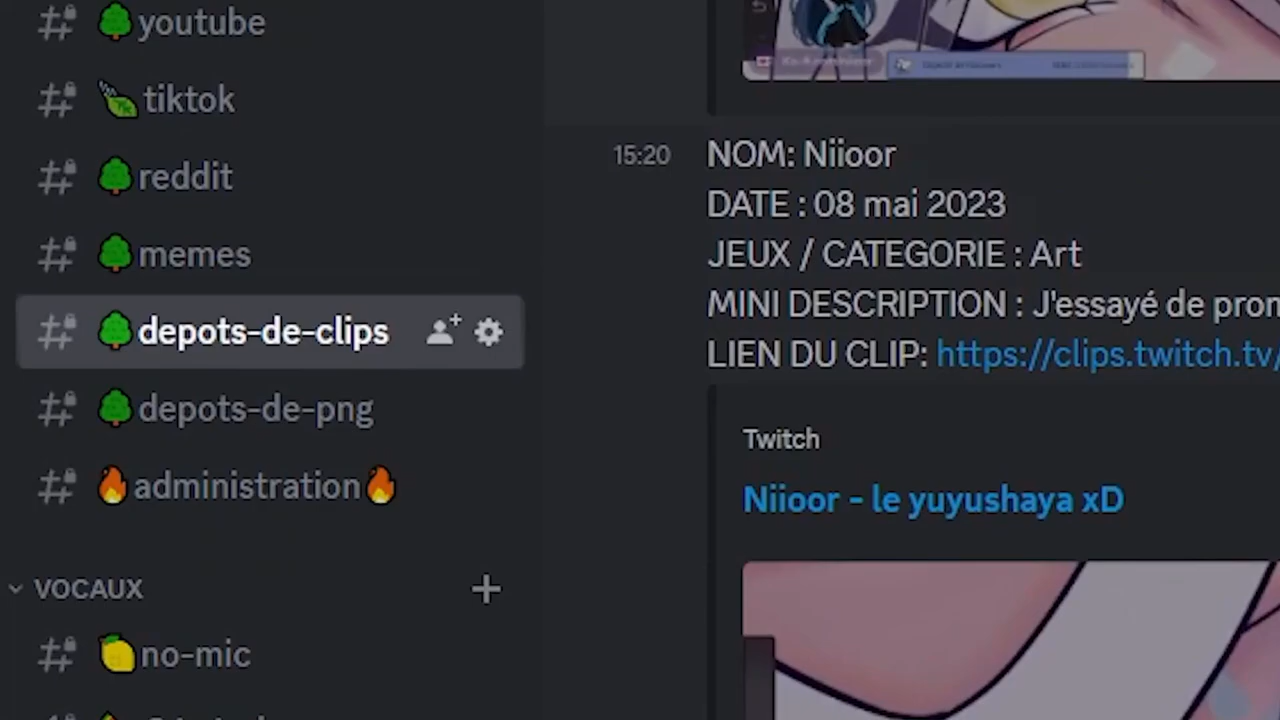 youtube
tiktok
reddit
memes
depots-de-clips
depots-de-png
administration
VOCAUX
no-mic
15:20
NOM: Niioor
DATE : 08 mai 2023
JEUX / CATEGORIE : Art
MINI DESCRIPTION : J'essayé de pron
LIEN DU CLIP: https://clips.twitch.tv/
Twitch
Niioor - le yuyushaya xD